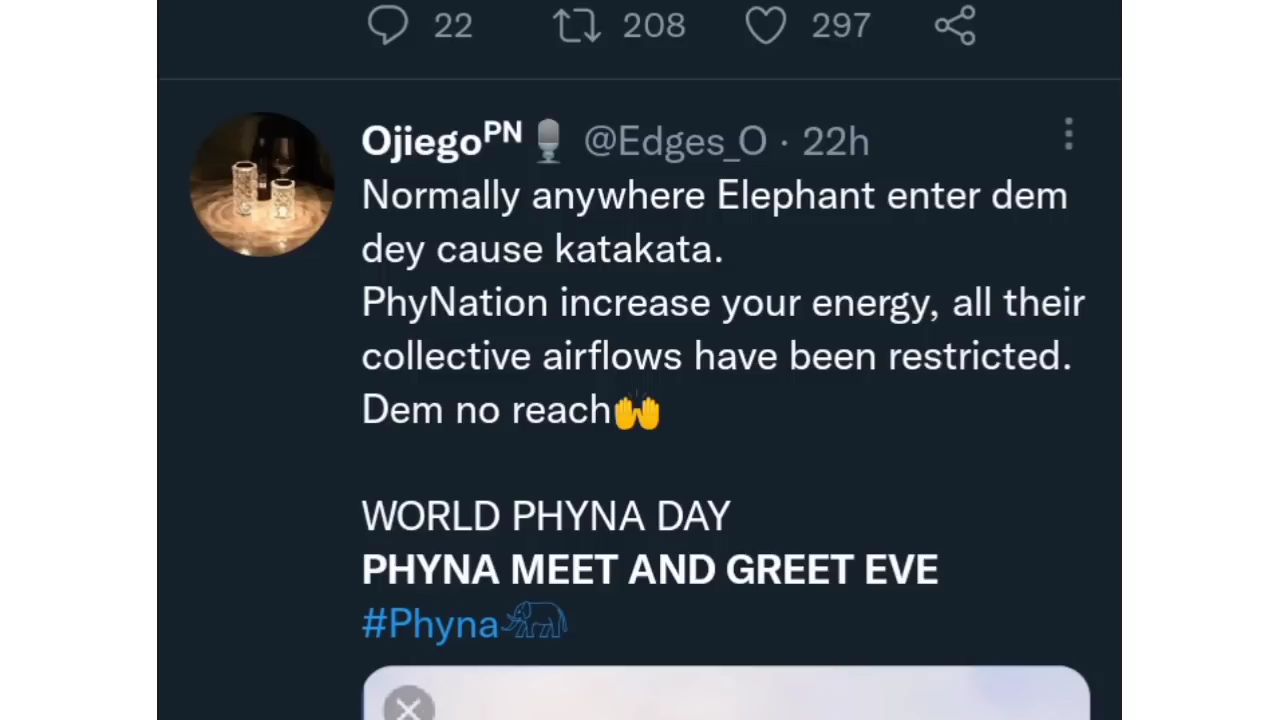 22 208 297
Ojiegoᴾᴺ🎙️ @Edges_O · 22h
Normally anywhere Elephant enter dem
dey cause katakata.
PhyNation increase your energy, all their
collective airflows have been restricted.
Dem no reach🙌
WORLD PHYNA DAY
PHYNA MEET AND GREET EVE
#Phyna𓃰